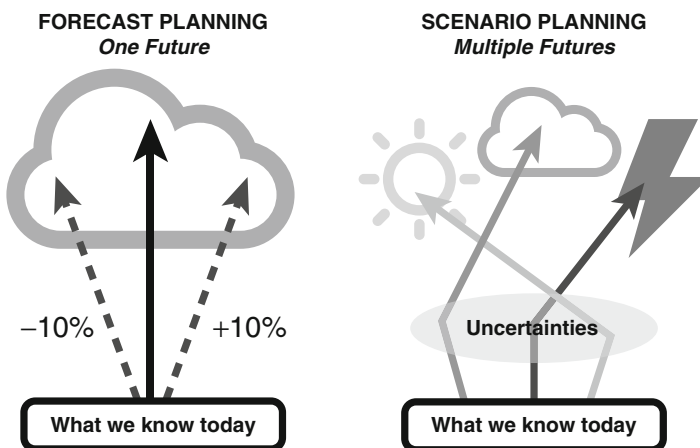 FORECAST PLANNING
One Future
−10%
+10%
What we know today
SCENARIO PLANNING
Multiple Futures
Uncertainties
What we know today